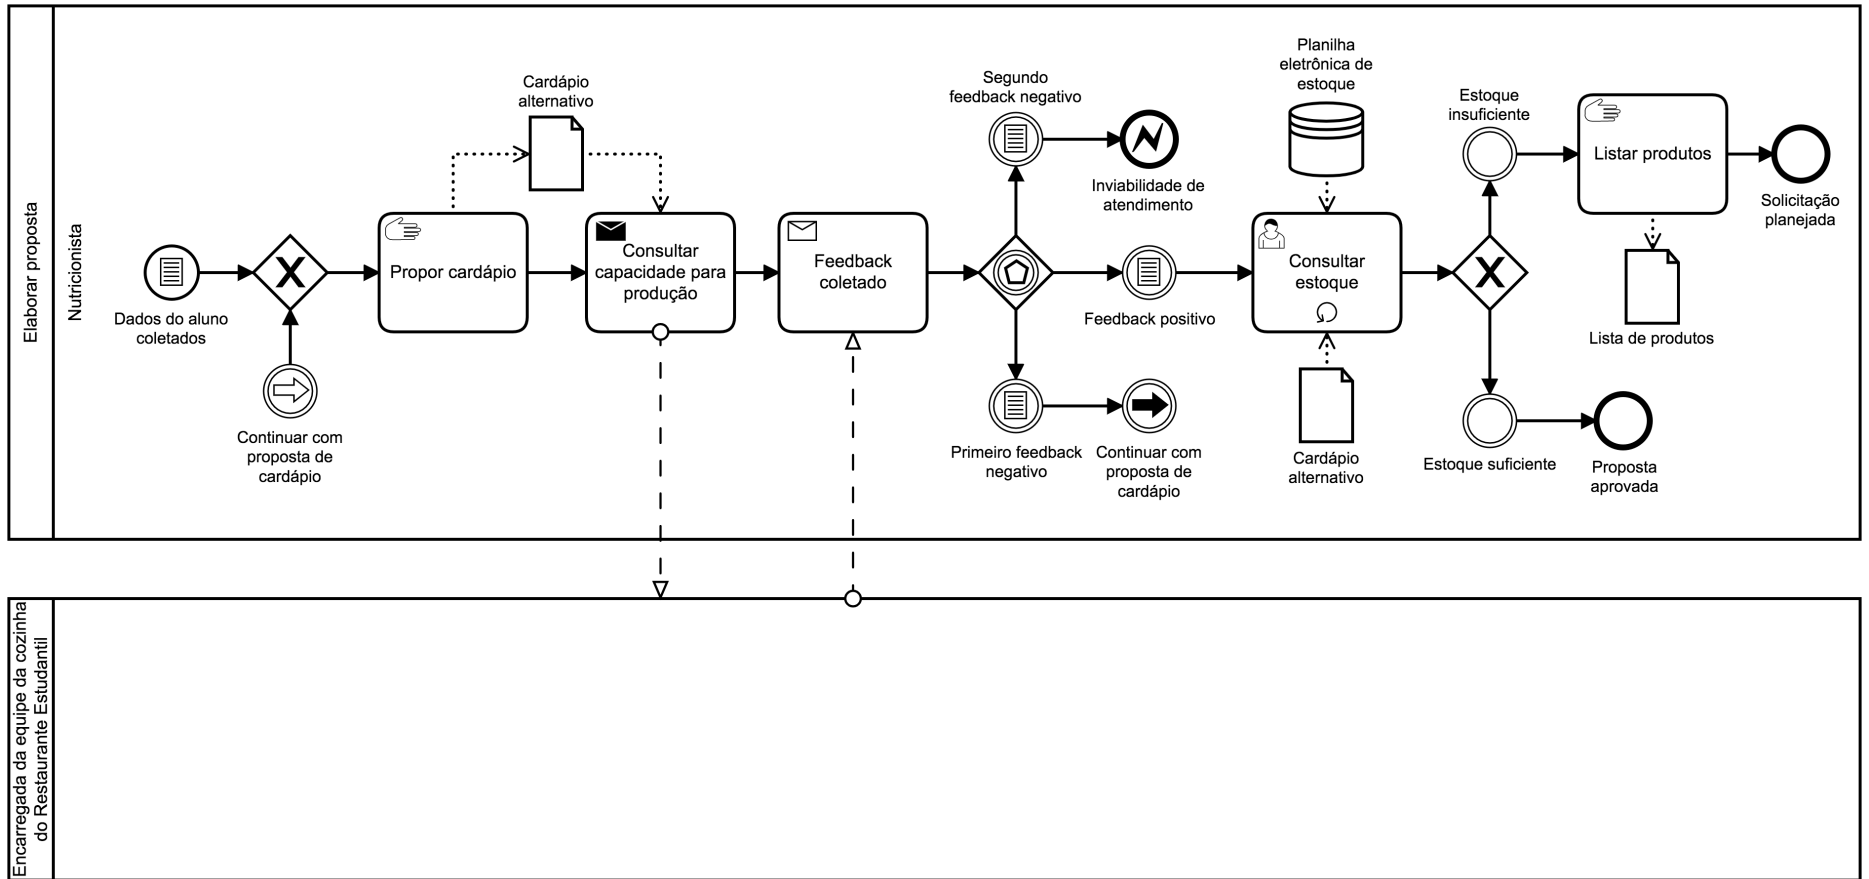 Elaborar proposta
Nutricionista
Dados do aluno
coletados
Continuar com
proposta de
cardápio
Propor cardápio
Cardápio
alternativo
Consultar
capacidade para
produção
Feedback
coletado
Segundo
feedback negativo
Inviabilidade de
atendimento
Feedback positivo
Primeiro feedback
negativo
Continuar com
proposta de
cardápio
Planilha
eletrônica de
estoque
Consultar
estoque
Cardápio
alternativo
Estoque
insuficiente
Listar produtos
Solicitação
planejada
Lista de produtos
Estoque suficiente
Proposta
aprovada
Encarregada da equipe da cozinha
do Restaurante Estudantil